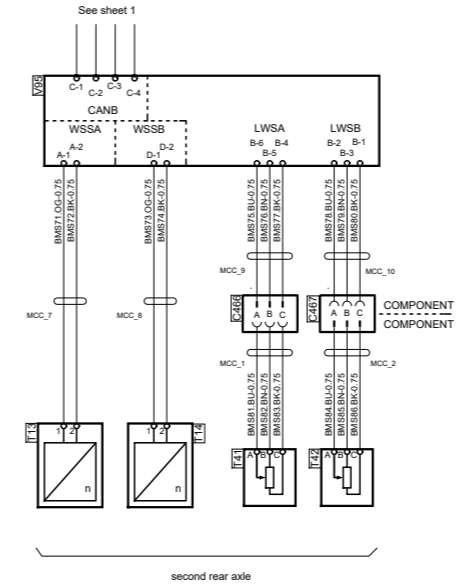 See sheet 1
V95
C-1 C-2 C-3 C-4
CANB
WSSA WSSB LWSA LWSB
A-1 A-2 D-1 D-2 B-6 B-5 B-4 B-2 B-3 B-1
BMS71.OG-0.75
BMS72.BK-0.75
BMS73.OG-0.75
BMS74.BK-0.75
BMS75.BU-0.75
BMS76.BN-0.75
BMS77.BK-0.75
BMS78.BU-0.75
BMS79.BN-0.75
BMS80.BK-0.75
MCC_9 MCC_10
MCC_7 MCC_8
C466 A B C
C467 A B C
COMPONENT
COMPONENT
MCC_1 MCC_2
BMS81.BU-0.75
BMS82.BN-0.75
BMS83.BK-0.75
BMS84.BU-0.75
BMS85.BN-0.75
BMS86.BK-0.75
T13 1 2 n
T14 1 2 n
T41 A B C
T42 A B C
second rear axle